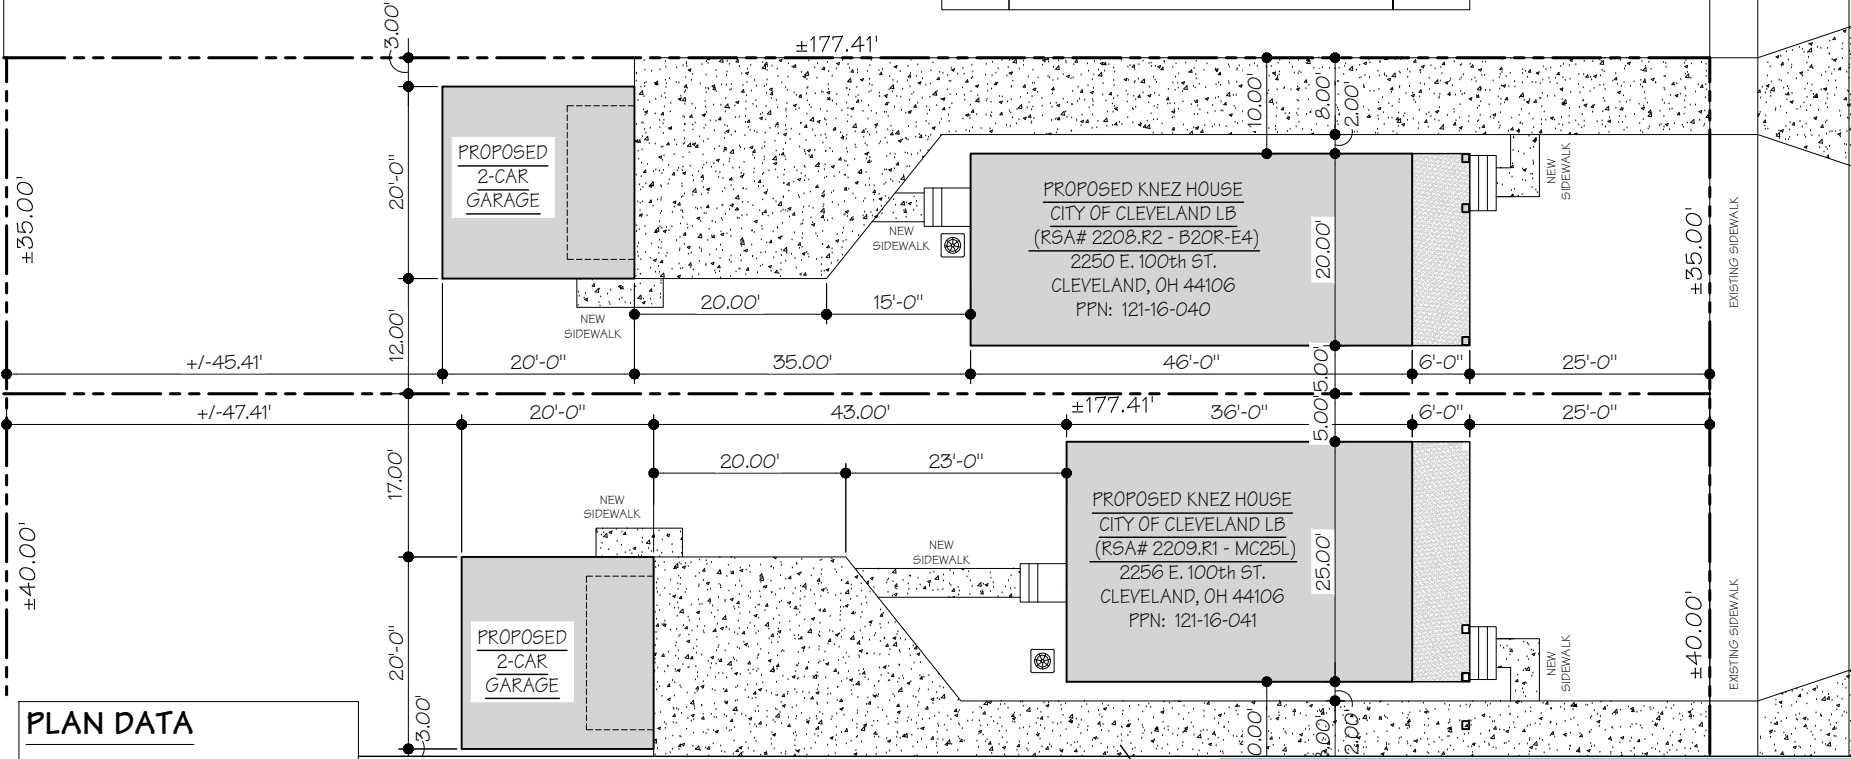 3.00'
±177.41'
10.00'
8.00'
2.00'
PROPOSED
2-CAR
GARAGE
20'-0"
±35.00'
NEW
SIDEWALK
PROPOSED KNEZ HOUSE
CITY OF CLEVELAND LB
(RSA# 2208.R2 - B20R-E4)
2250 E. 100th ST.
CLEVELAND, OH 44106
PPN: 121-16-040
20.00'
NEW
SIDEWALK
±35.00'
EXISTING SIDEWALK
20.00'
15'-0"
NEW
SIDEWALK
12.00'
+/-45.41'
20'-0"
35.00'
46'-0"
5.00'
6'-0"
25'-0"
+/-47.41'
20'-0"
43.00'
±177.41'
36'-0"
5.00'
6'-0"
25'-0"
17.00'
20.00'
23'-0"
NEW
SIDEWALK
±40.00'
NEW
SIDEWALK
PROPOSED KNEZ HOUSE
CITY OF CLEVELAND LB
(RSA# 2209.R1 - MC25L)
2256 E. 100th ST.
CLEVELAND, OH 44106
PPN: 121-16-041
25.00'
±40.00'
EXISTING SIDEWALK
20'-0"
PROPOSED
2-CAR
GARAGE
NEW
SIDEWALK
3.00'
2.00'
PLAN DATA